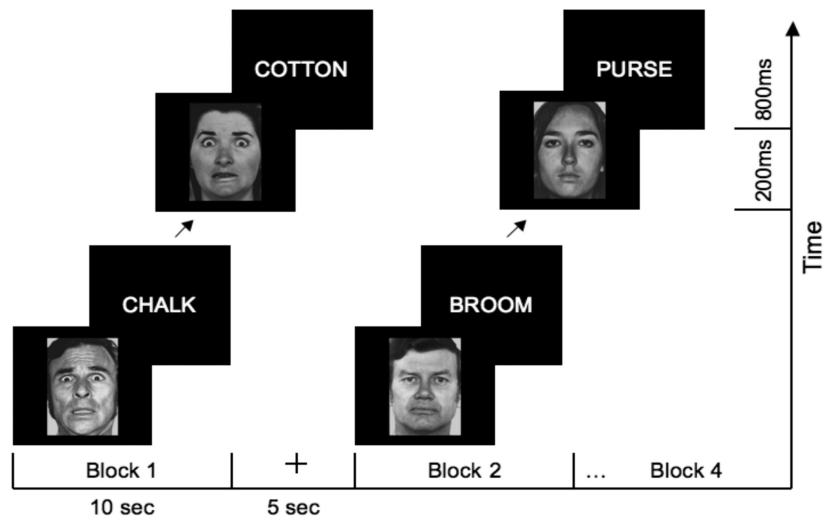 COTTON
PURSE
800ms
200ms
Time
CHALK
BROOM
Block 1
+
Block 2
... Block 4
10 sec
5 sec